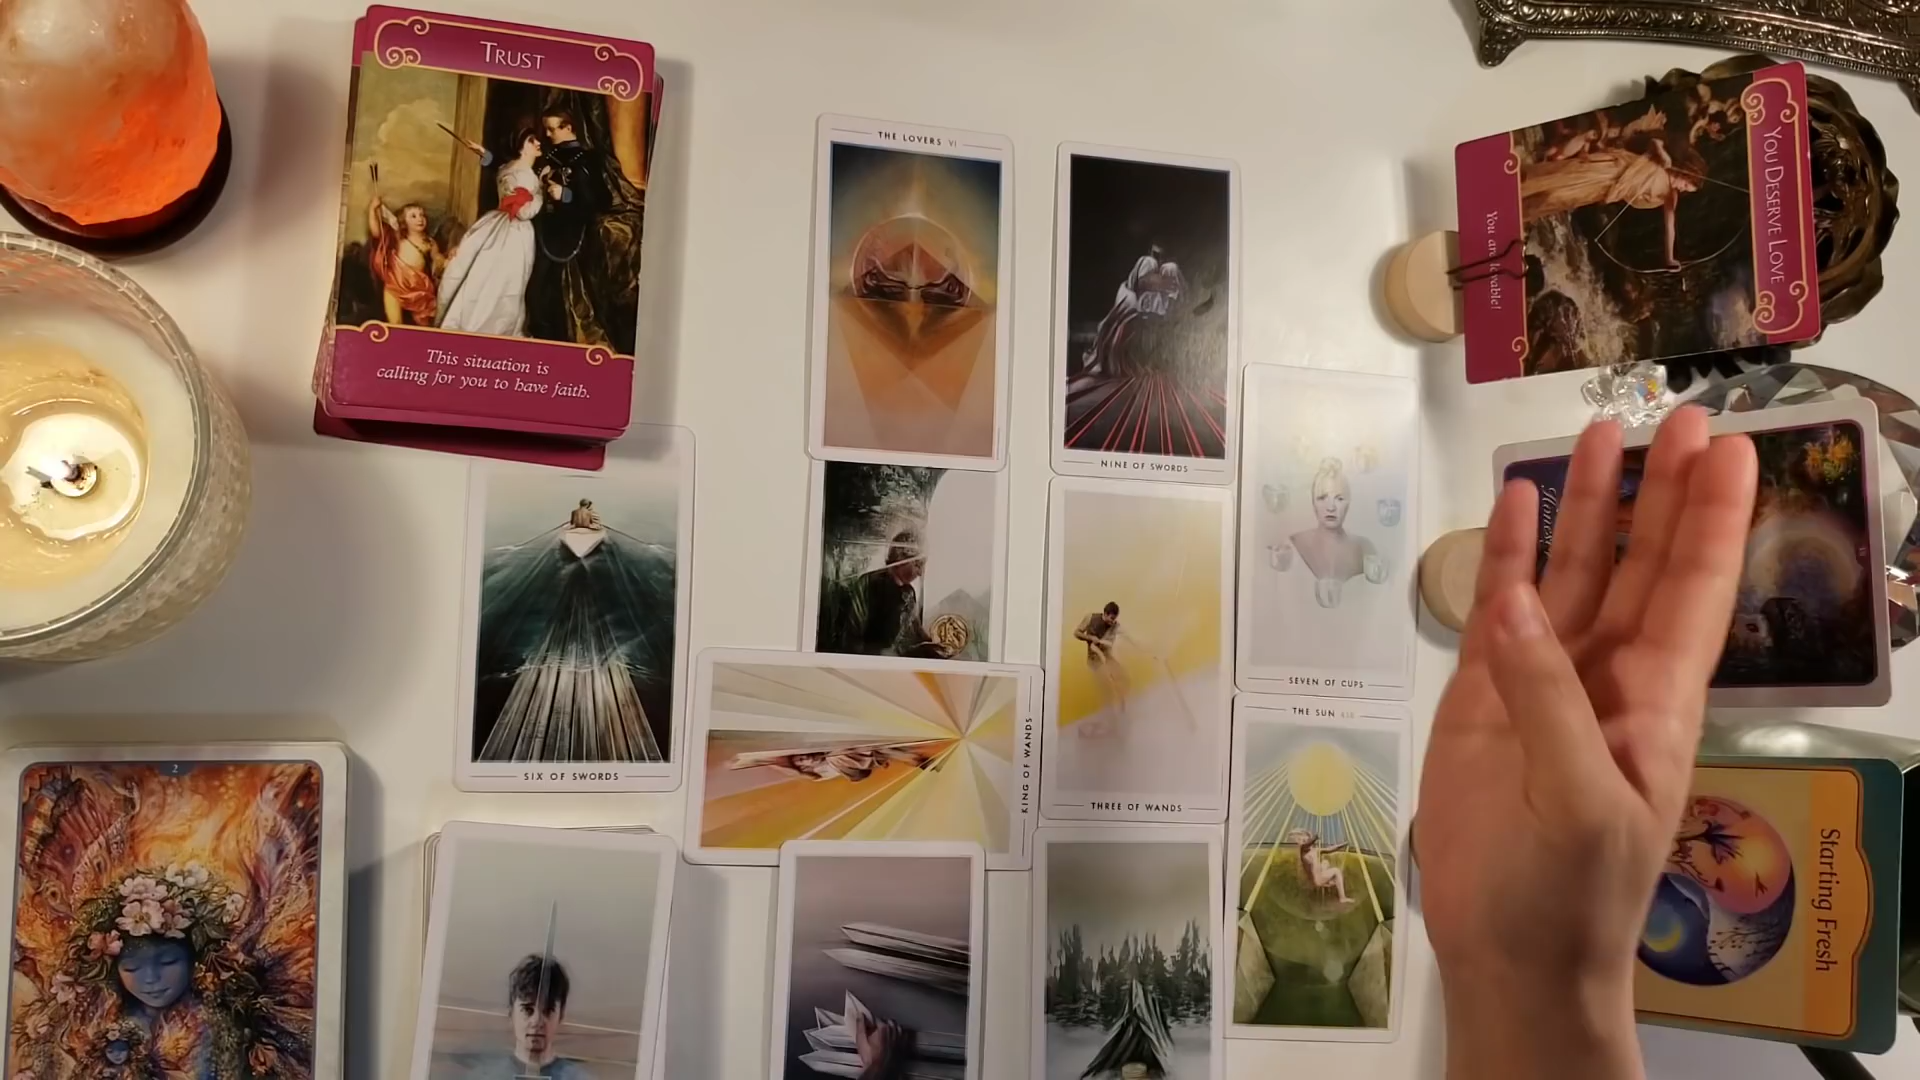 TRUST
This situation is
calling for you to have faith.
THE LOVERS VI
NINE OF SWORDS
YOU DESERVE LOVE
SIX OF SWORDS
KING OF WANDS
THREE OF WANDS
SEVEN OF CUPS
THE SUN XIX
Starting Fresh
2